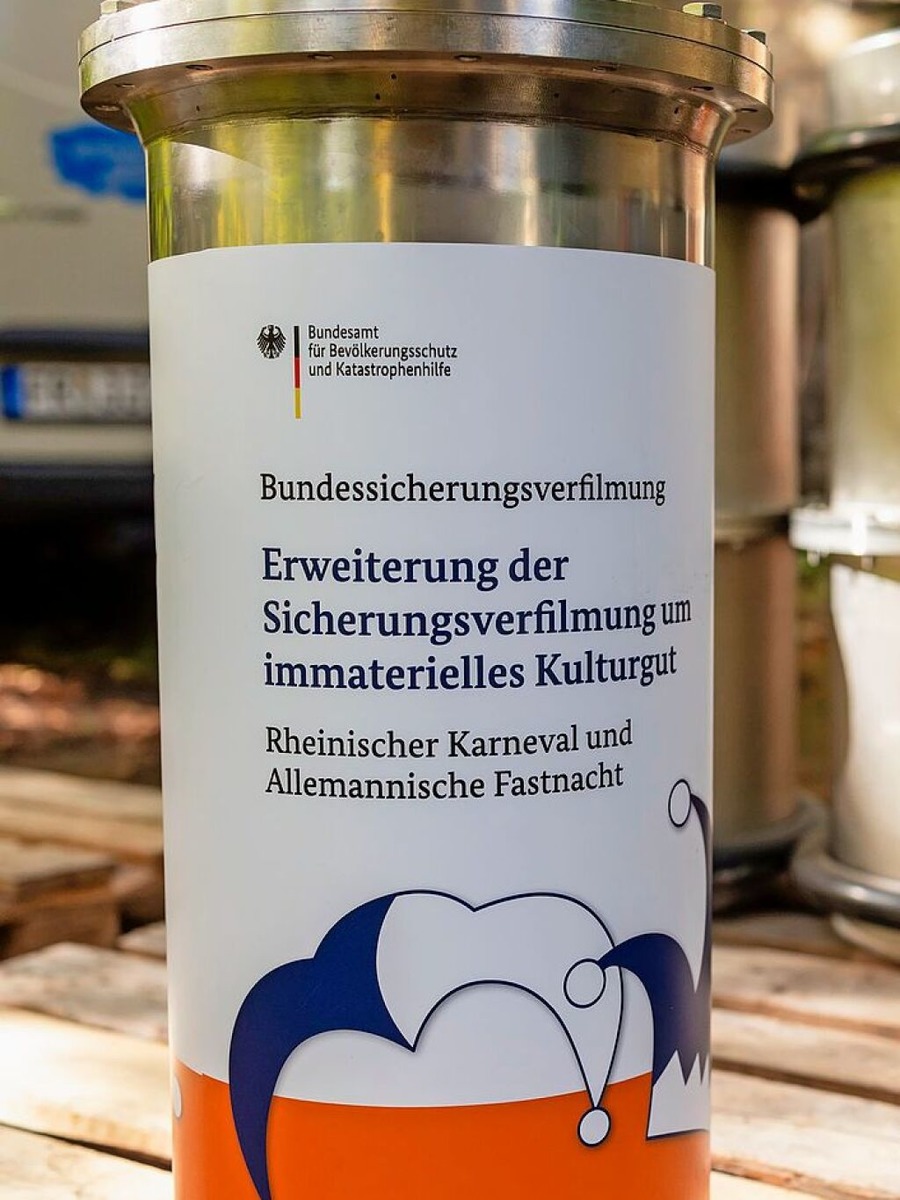 Bundesamt
für Bevölkerungsschutz
und Katastrophenhilfe
Bundessicherungsverfilmung
Erweiterung der
Sicherungsverfilmung um
immaterielles Kulturgut
Rheinischer Karneval und
Allemannische Fastnacht